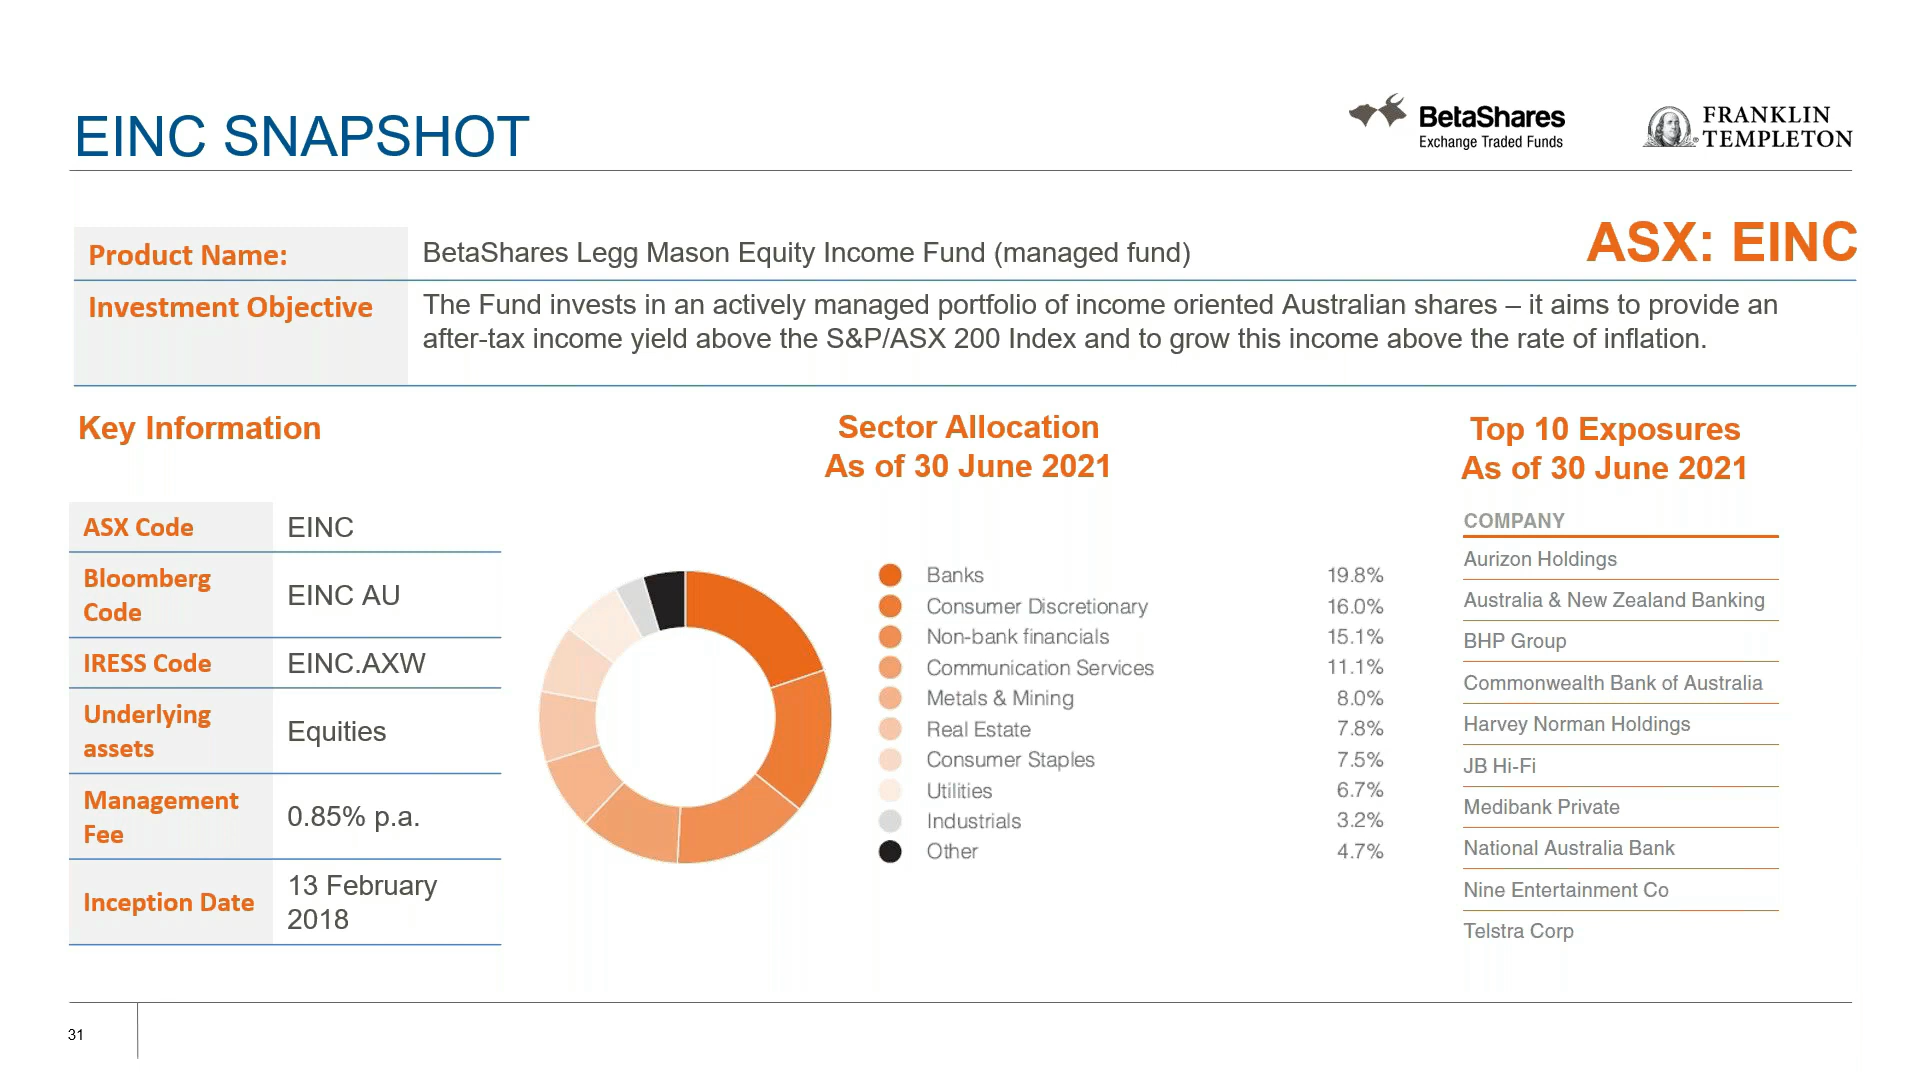 EINC SNAPSHOT
BetaShares
Exchange Traded Funds
FRANKLIN
TEMPLETON
ASX: EINC
Product Name:
BetaShares Legg Mason Equity Income Fund (managed fund)
Investment Objective
The Fund invests in an actively managed portfolio of income oriented Australian shares – it aims to provide an
after-tax income yield above the S&P/ASX 200 Index and to grow this income above the rate of inflation.
Key Information
ASX Code
EINC
Bloomberg
Code
EINC AU
IRESS Code
EINC.AXW
Underlying
assets
Equities
Management
Fee
0.85% p.a.
Inception Date
13 February
2018
Sector Allocation
As of 30 June 2021
Banks 19.8%
Consumer Discretionary 16.0%
Non-bank financials 15.1%
Communication Services 11.1%
Metals & Mining 8.0%
Real Estate 7.8%
Consumer Staples 7.5%
Utilities 6.7%
Industrials 3.2%
Other 4.7%
Top 10 Exposures
As of 30 June 2021
COMPANY
Aurizon Holdings
Australia & New Zealand Banking
BHP Group
Commonwealth Bank of Australia
Harvey Norman Holdings
JB Hi-Fi
Medibank Private
National Australia Bank
Nine Entertainment Co
Telstra Corp
31